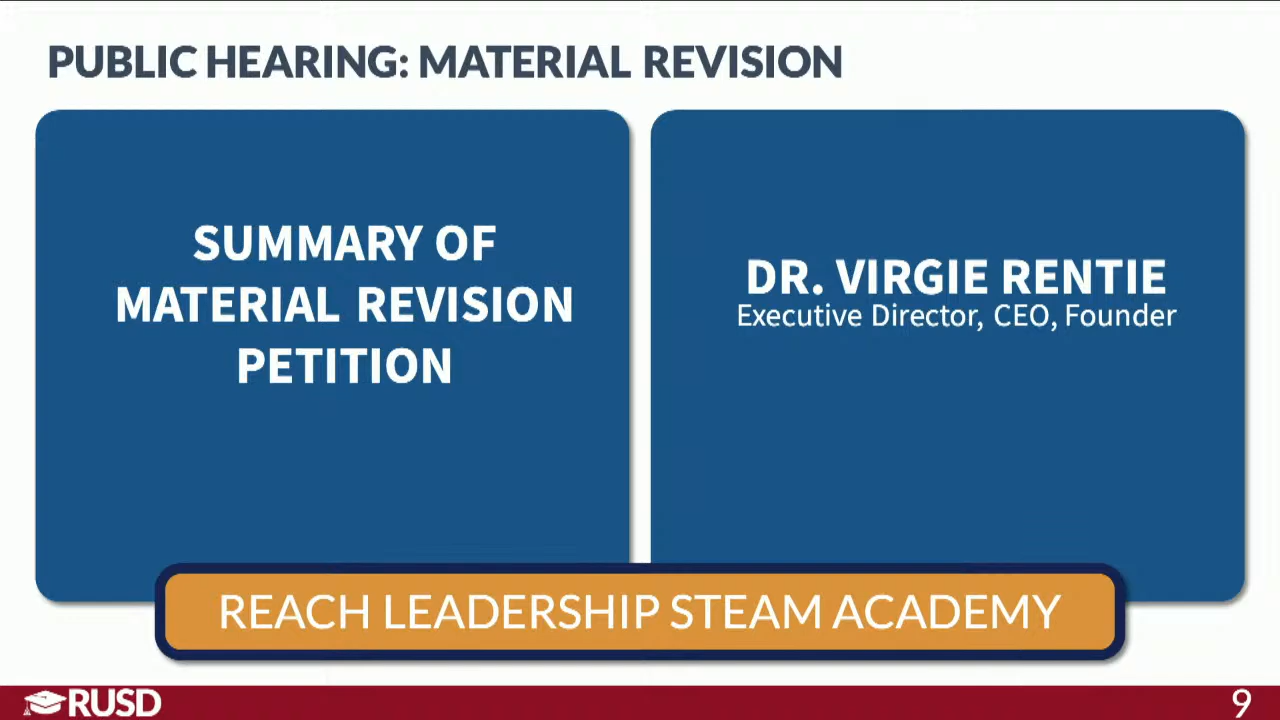 PUBLIC HEARING: MATERIAL REVISION
SUMMARY OF
MATERIAL REVISION
PETITION
DR. VIRGIE RENTIE
Executive Director, CEO, Founder
REACH LEADERSHIP STEAM ACADEMY
RUSD
9